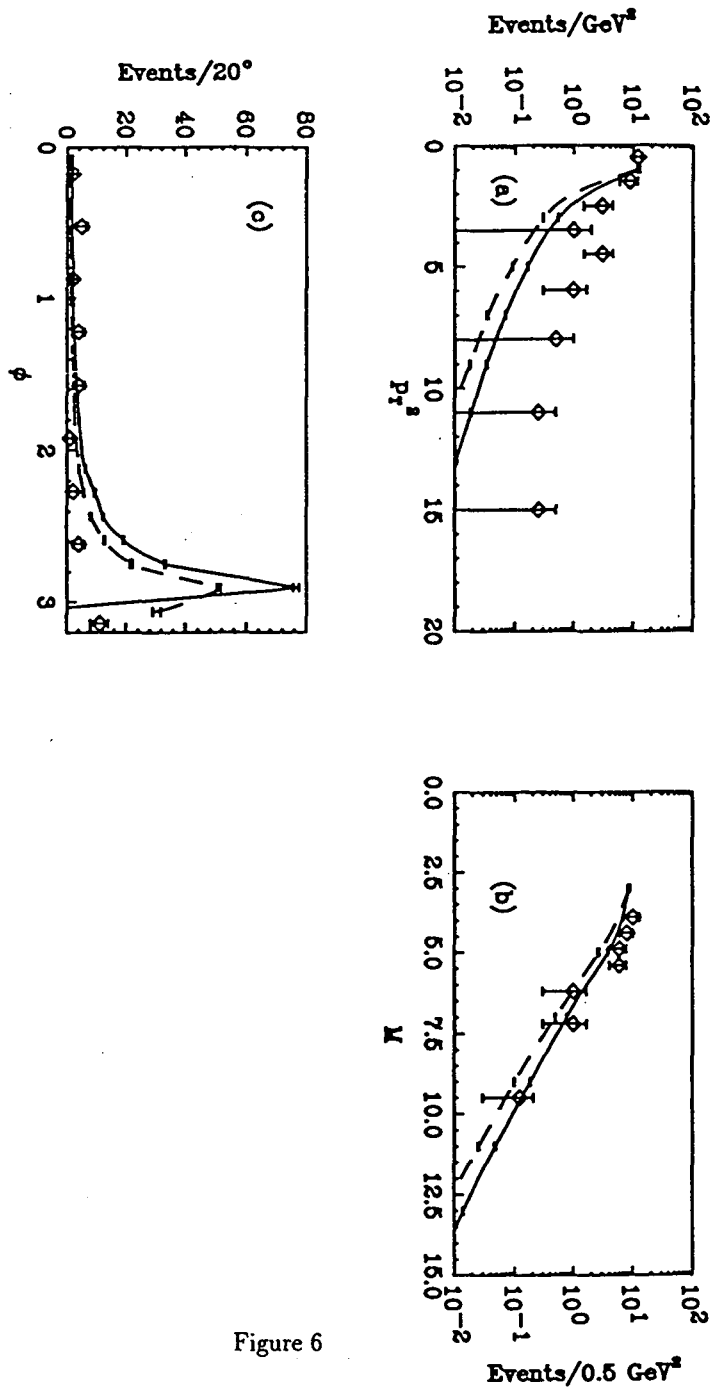 Events/GeV²
10⁻² 10⁻¹ 10⁰ 10¹ 10²
0 5 10 15 20
P_T²
(a)
0.0 2.5 5.0 7.5 10.0 12.5 15.0
M
(b)
10⁻² 10⁻¹ 10⁰ 10¹ 10²
Events/0.5 GeV²
Events/20°
0 20 40 60 80
0 1 2 3
ϕ
(c)
Figure 6